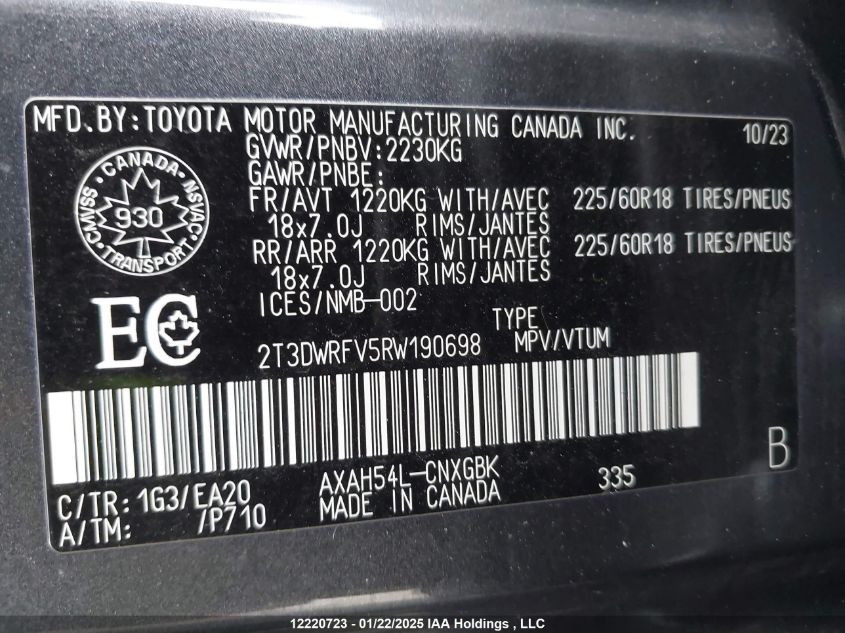 MFD.BY:TOYOTA MOTOR MANUFACTURING CANADA INC. 10/23
GVWR/PNBV:2230KG
GAWR/PNBE:
FR/AVT 1220KG WITH/AVEC 225/60R18 TIRES/PNEUS
18x7.0J RIMS/JANTES
RR/ARR 1220KG WITH/AVEC 225/60R18 TIRES/PNEUS
18x7.0J RIMS/JANTES
ICES/NMB-002
CANADA
CMVSS 930 NSVAC
TRANSPORT
EC
TYPE
2T3DWRFV5RW190698 MPV/VTUM
B
C/TR: 1G3/EA20 AXAH54L-CNXGBK 335
A/TM: /P710 MADE IN CANADA
12220723 - 01/22/2025 IAA Holdings , LLC